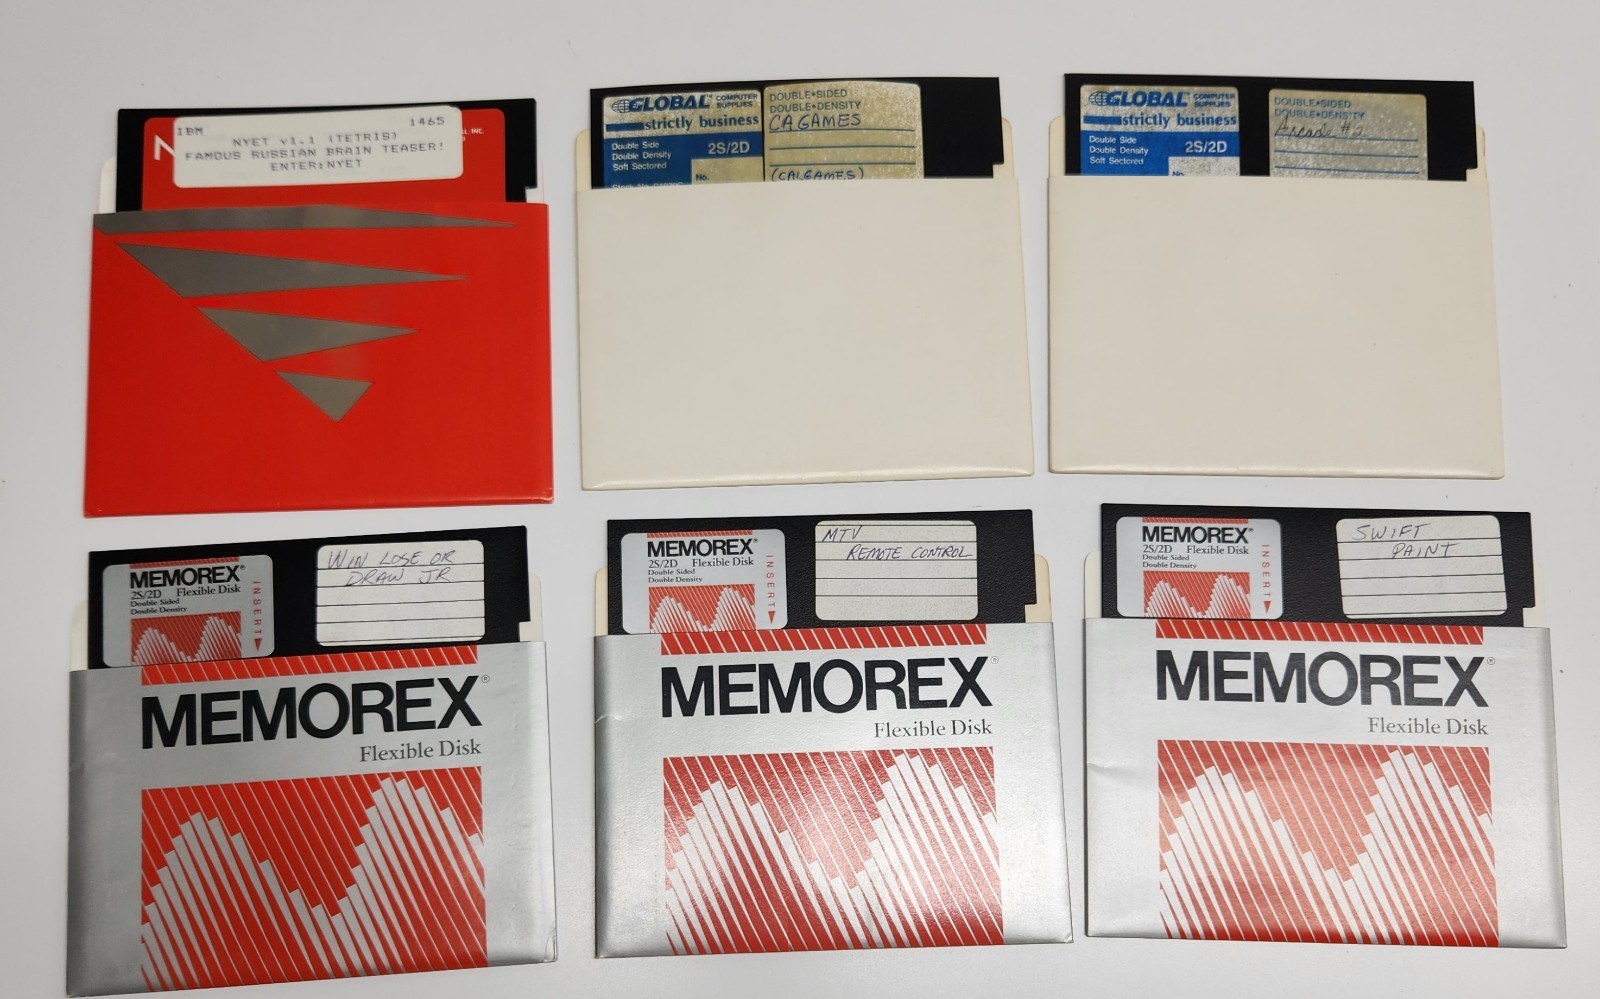 IBM 1465
NYET v1.1 (TETRIS)
FAMOUS RUSSIAN BRAIN TEASER!
ENTER:NYET
N
INC.
GLOBAL COMPUTER SUPPLIES
strictly business
Double Side
Double Density
Soft Sectored
2S/2D
No.
DOUBLE•SIDED
DOUBLE•DENSITY
CA GAMES
(CALGAMES)
GLOBAL COMPUTER SUPPLIES
strictly business
Double Side
Double Density
Soft Sectored
2S/2D
No.
DOUBLE•SIDED
DOUBLE•DENSITY
Arcade #2
MEMOREX®
2S/2D Flexible Disk
Double Sided
Double Density
INSERT
WIN LOSE OR
DRAW JR
MEMOREX®
Flexible Disk
MEMOREX®
2S/2D Flexible Disk
Double Sided
Double Density
INSERT
MTV
REMOTE CONTROL
MEMOREX®
Flexible Disk
MEMOREX®
2S/2D Flexible Disk
Double Sided
Double Density
INSERT
SWIFT
PAINT
MEMOREX®
Flexible Disk